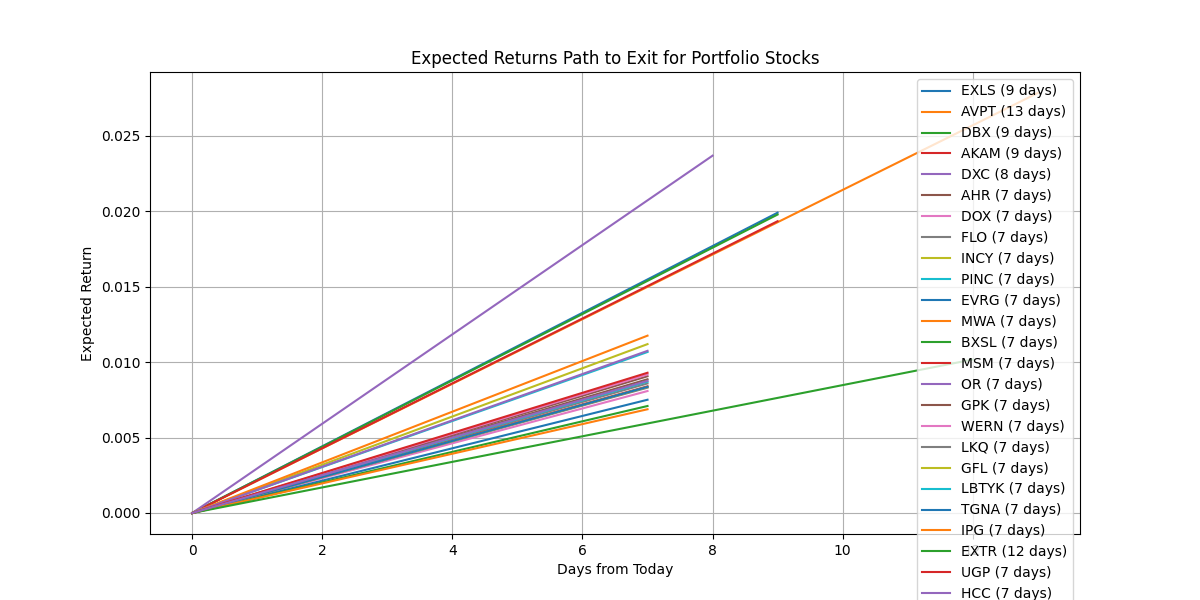 Expected Returns Path to Exit for Portfolio Stocks
Expected Return
0.025
0.020
0.015
0.010
0.005
0.000
0
2
4
6
8
10
Days from Today
EXLS (9 days)
AVPT (13 days)
DBX (9 days)
AKAM (9 days)
DXC (8 days)
AHR (7 days)
DOX (7 days)
FLO (7 days)
INCY (7 days)
PINC (7 days)
EVRG (7 days)
MWA (7 days)
BXSL (7 days)
MSM (7 days)
OR (7 days)
GPK (7 days)
WERN (7 days)
LKQ (7 days)
GFL (7 days)
LBTYK (7 days)
TGNA (7 days)
IPG (7 days)
EXTR (12 days)
UGP (7 days)
HCC (7 days)